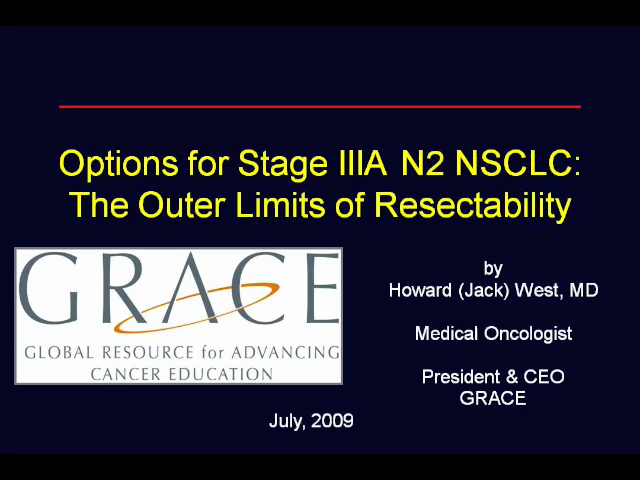 Options for Stage IIIA N2 NSCLC:
The Outer Limits of Resectability
GRACE
GLOBAL RESOURCE for ADVANCING
CANCER EDUCATION
by
Howard (Jack) West, MD
Medical Oncologist
President & CEO
GRACE
July, 2009